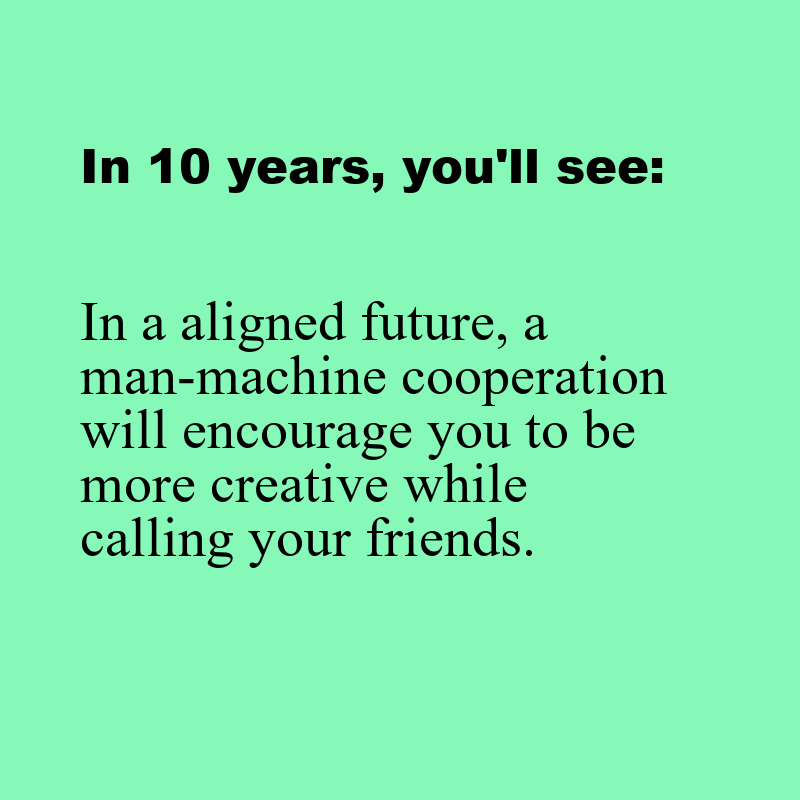 In 10 years, you'll see:
In a aligned future, a
man-machine cooperation
will encourage you to be
more creative while
calling your friends.